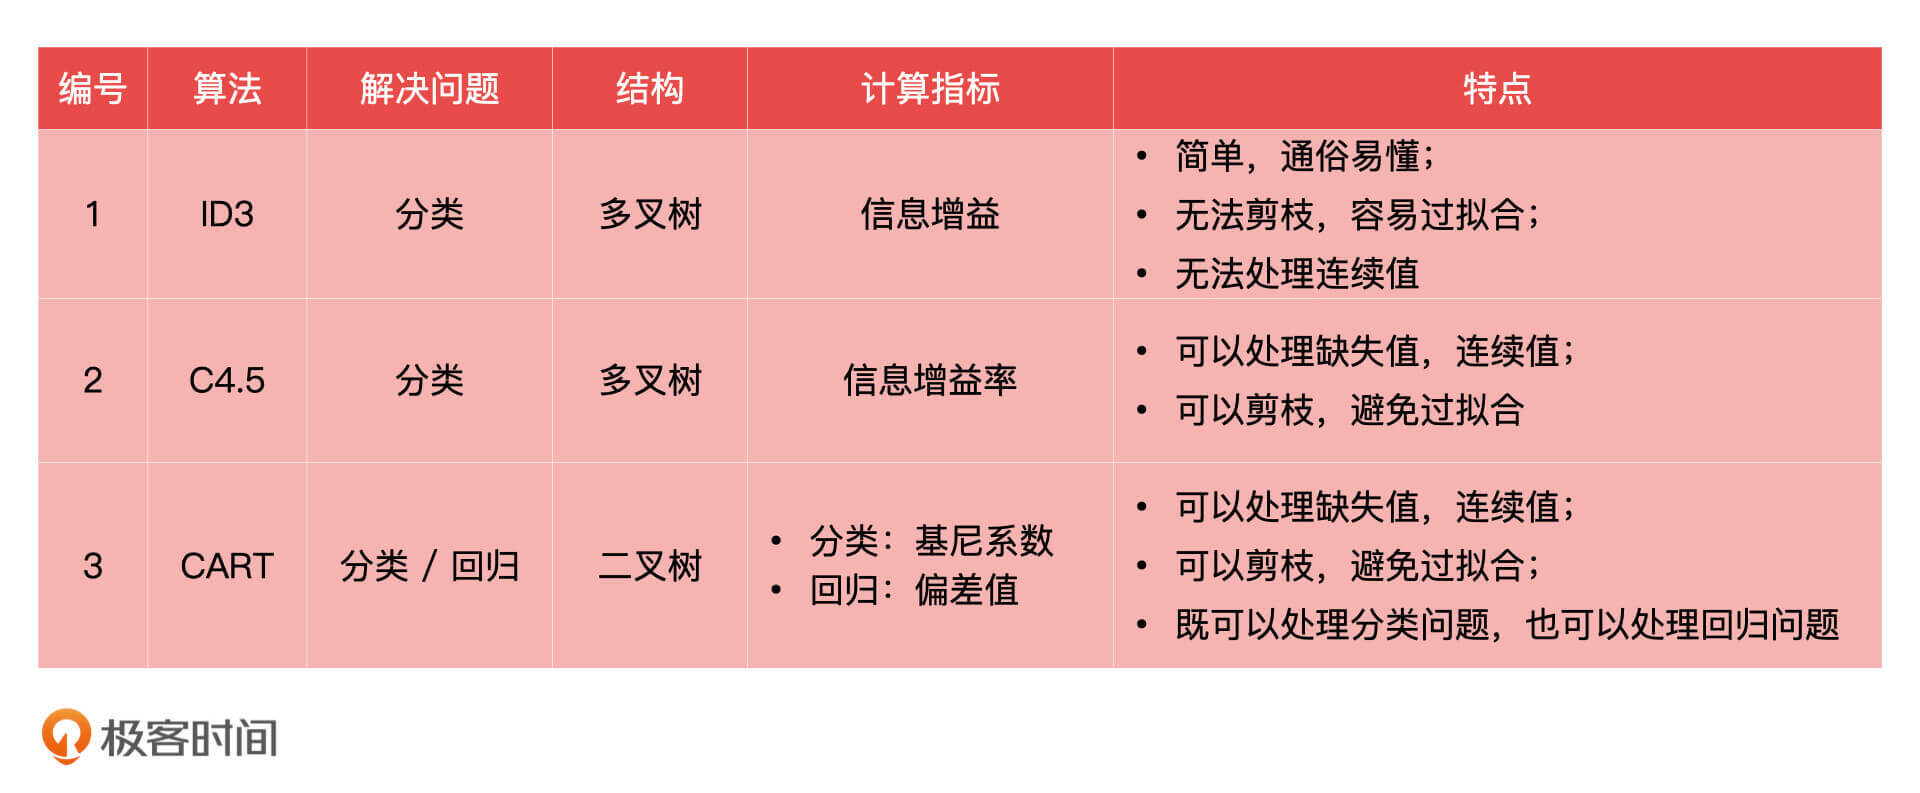 编号 算法 解决问题 结构 计算指标 特点
1 ID3 分类 多叉树 信息增益
• 简单，通俗易懂；
• 无法剪枝，容易过拟合；
• 无法处理连续值
2 C4.5 分类 多叉树 信息增益率
• 可以处理缺失值，连续值；
• 可以剪枝，避免过拟合
3 CART 分类 / 回归 二叉树
• 分类：基尼系数
• 回归：偏差值
• 可以处理缺失值，连续值；
• 可以剪枝，避免过拟合；
• 既可以处理分类问题，也可以处理回归问题
极客时间